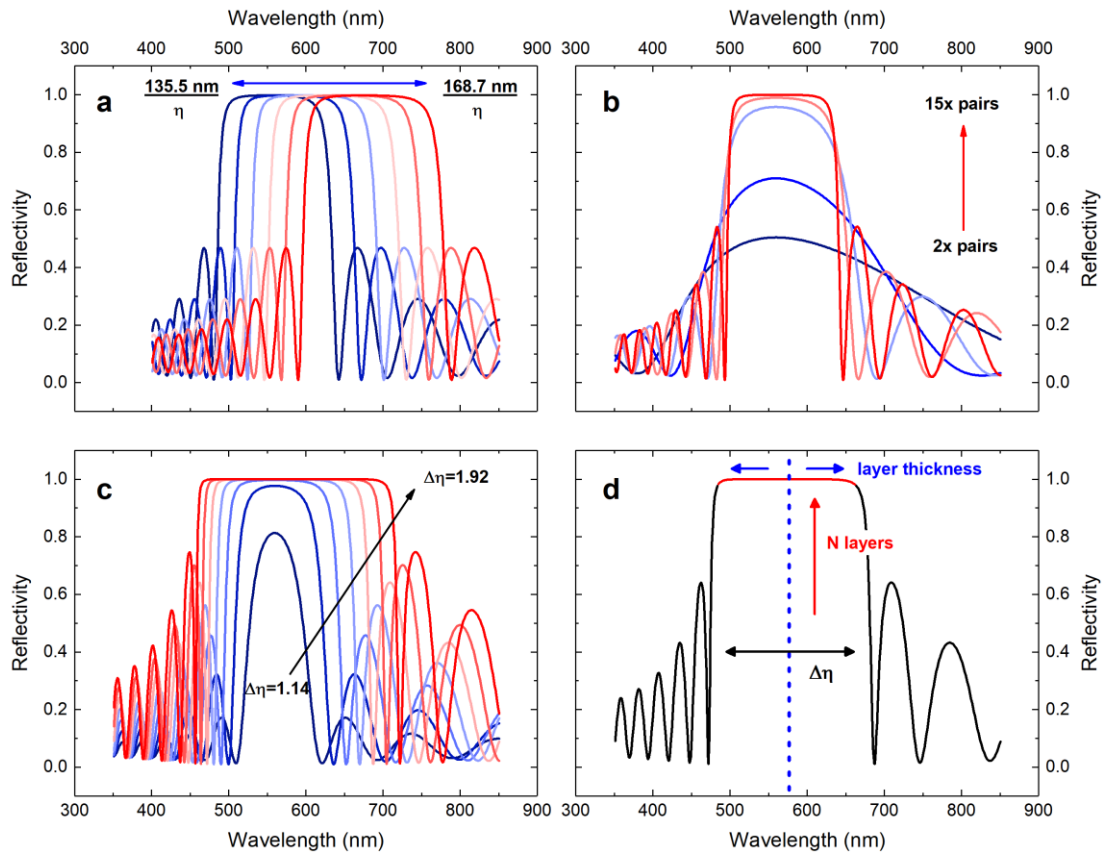 Wavelength (nm)
300 400 500 600 700 800 900
Reflectivity
1.0
0.8
0.6
0.4
0.2
0.0
a
135.5 nm
η
168.7 nm
η
Wavelength (nm)
300 400 500 600 700 800 900
b
15x pairs
2x pairs
1.0
0.8
0.6
0.4
0.2
0.0
Reflectivity
Reflectivity
1.0
0.8
0.6
0.4
0.2
0.0
c
Δη=1.92
Δη=1.14
300 400 500 600 700 800 900
Wavelength (nm)
d
layer thickness
N layers
Δη
1.0
0.8
0.6
0.4
0.2
0.0
Reflectivity
300 400 500 600 700 800 900
Wavelength (nm)